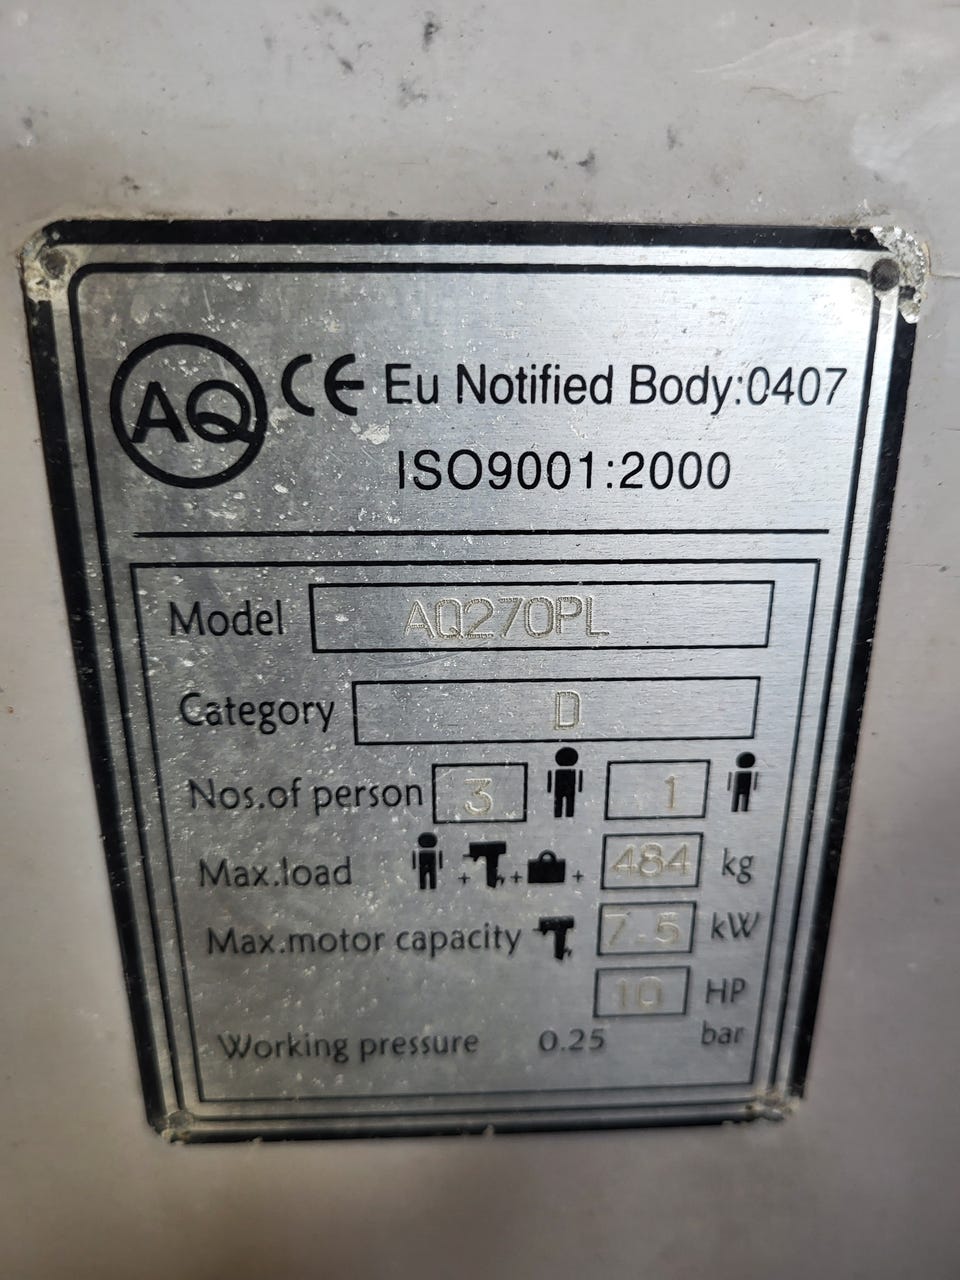 AQ CE Eu Notified Body:0407
ISO9001:2000
Model AQ270PL
Category D
Nos.of person 3 1
Max.load + + + 484 kg
Max.motor capacity 7.5 kW
10 HP
Working pressure 0.25 bar